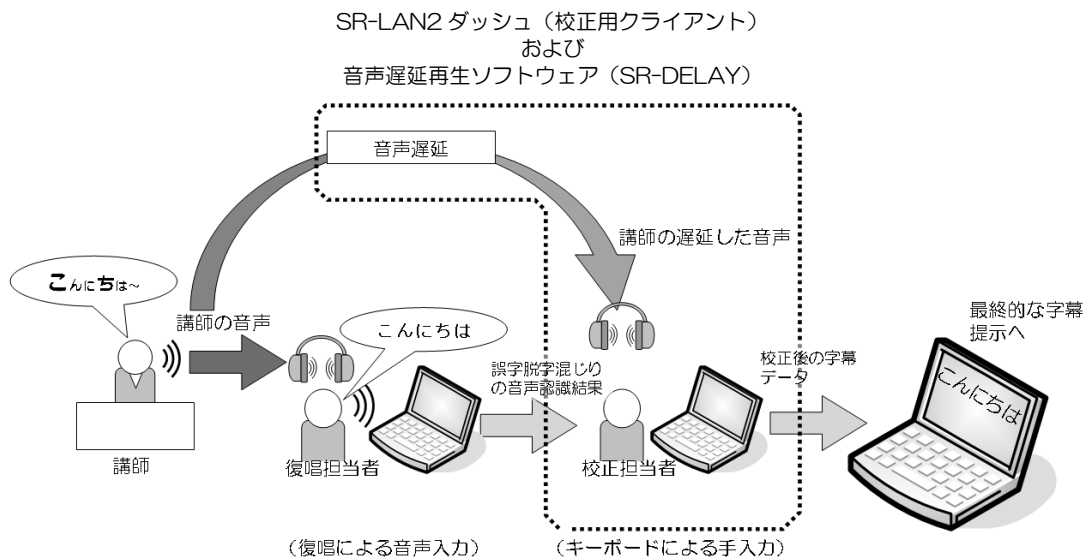 SR-LAN2 ダッシュ（校正用クライアント）
および
音声遅延再生ソフトウェア（SR-DELAY）
音声遅延
講師の遅延した音声
こんにちは～
講師の音声
こんにちは
最終的な字幕
提示へ
誤字脱字混じり
の音声認識結果
校正後の字幕
データ
こんにちは
講師
復唱担当者
校正担当者
（復唱による音声入力）
（キーボードによる手入力）